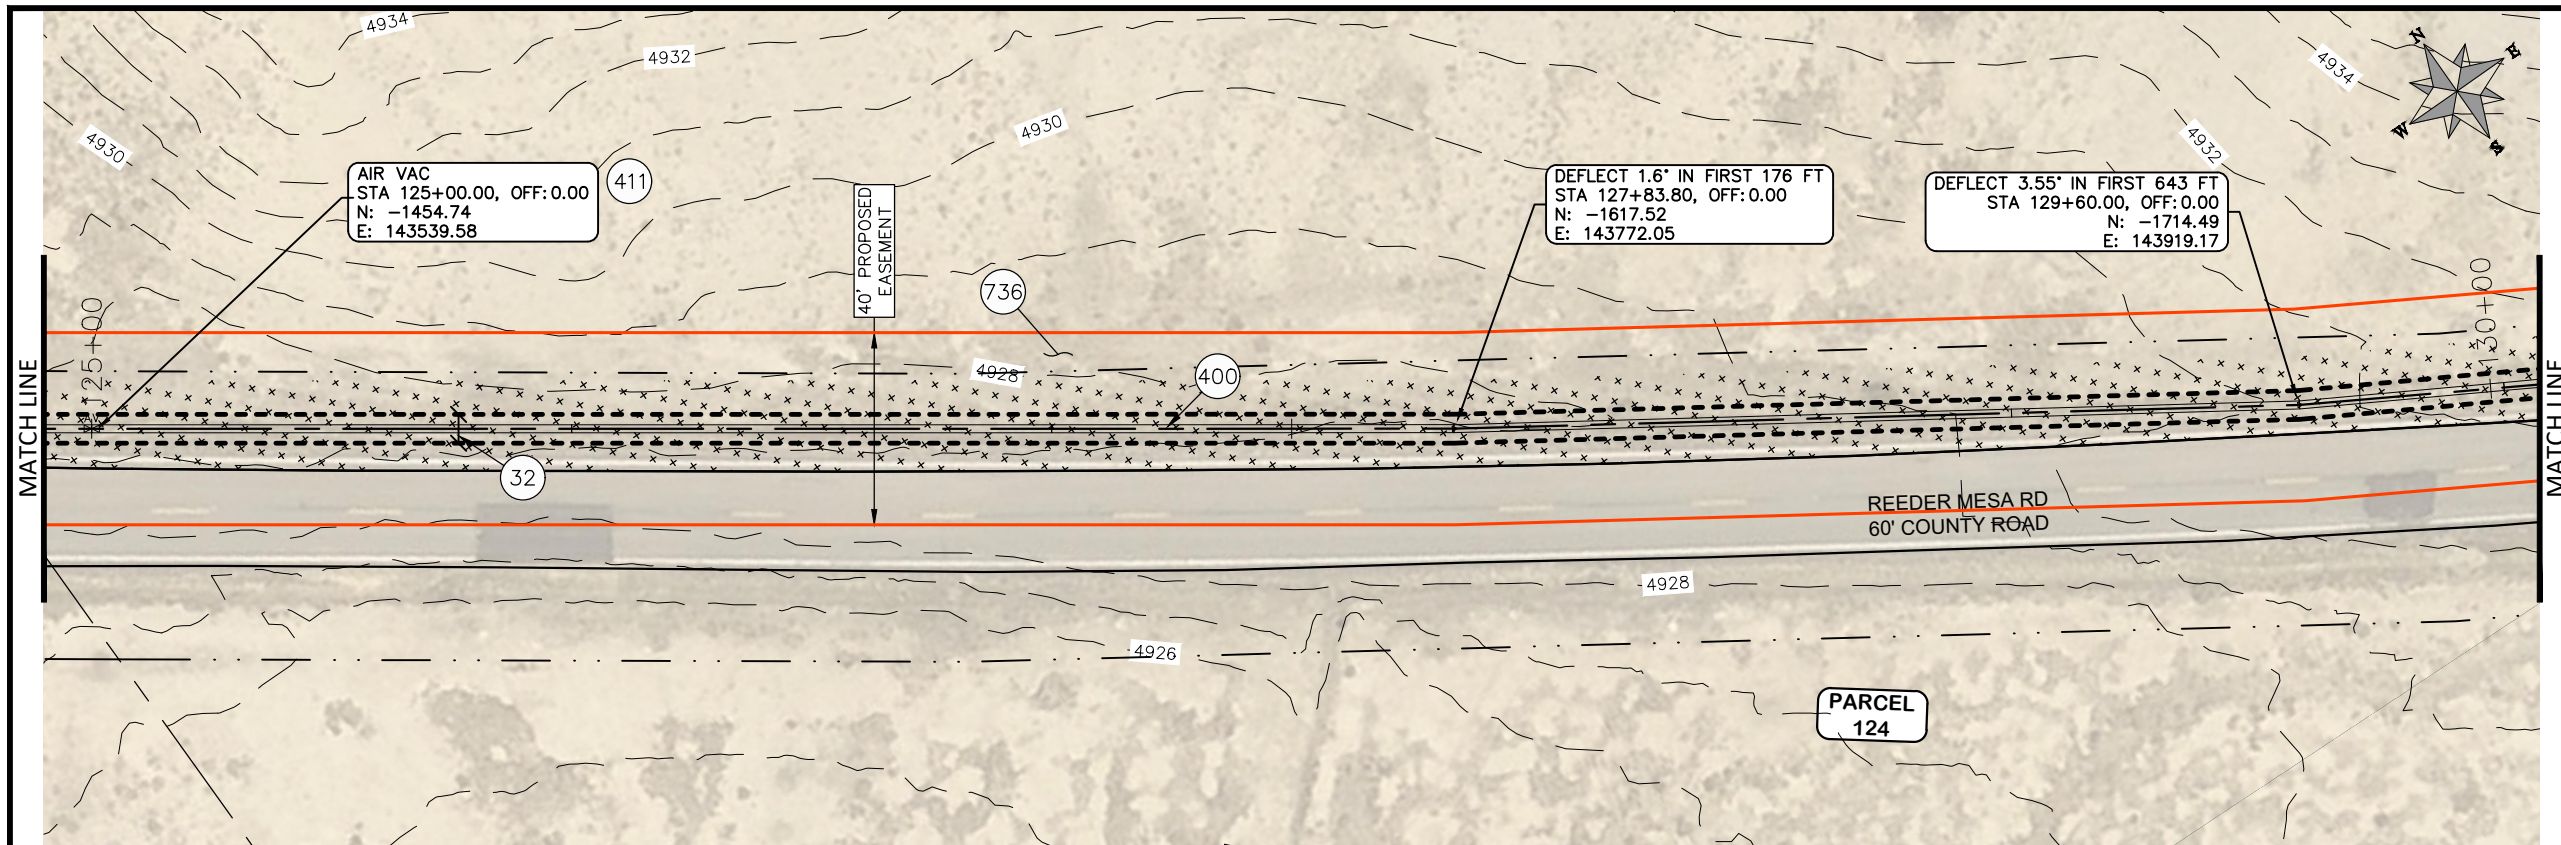 4934
4932
4930
4930
4934
4932
N
E
W
S
AIR VAC
STA 125+00.00, OFF: 0.00
N: -1454.74
E: 143539.58
411
40' PROPOSED
EASEMENT
736
DEFLECT 1.6° IN FIRST 176 FT
STA 127+83.80, OFF: 0.00
N: -1617.52
E: 143772.05
DEFLECT 3.55° IN FIRST 643 FT
STA 129+60.00, OFF: 0.00
N: -1714.49
E: 143919.17
125+00
130+00
MATCH LINE
MATCH LINE
4928
400
32
REEDER MESA RD
60' COUNTY ROAD
4928
4926
PARCEL
124